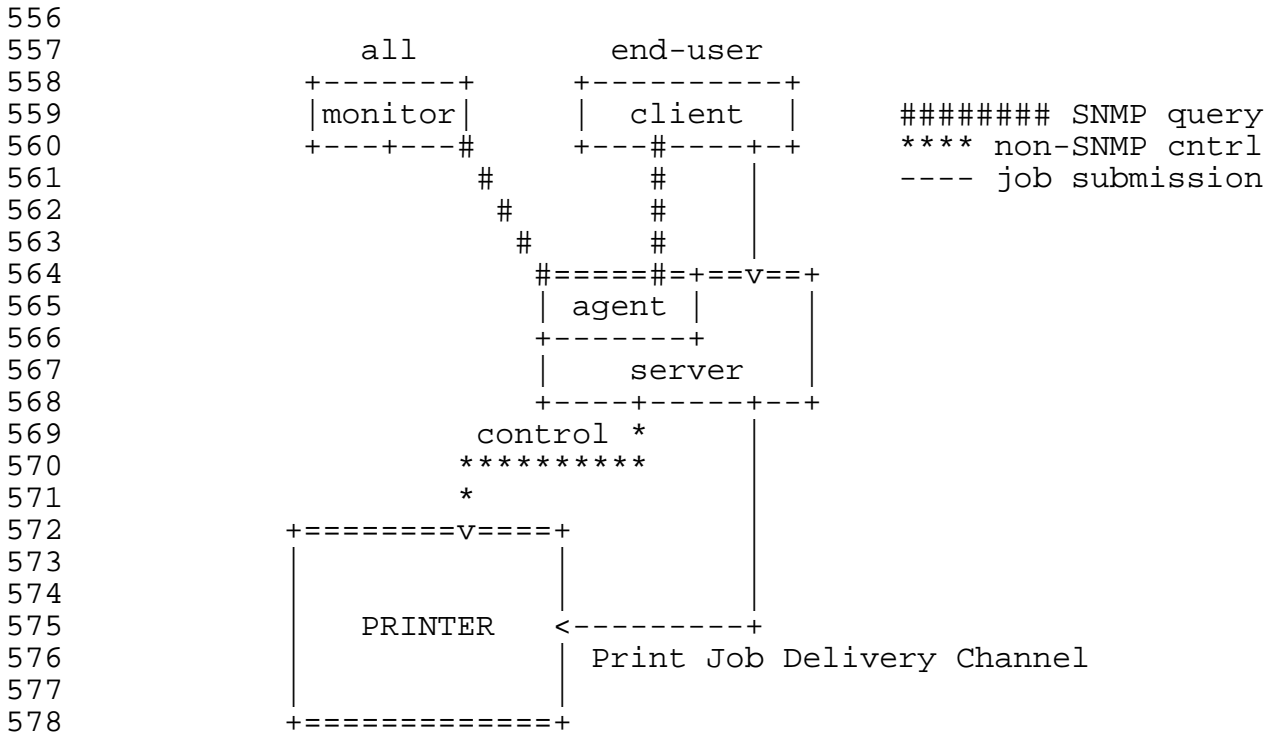 556
557                all          end-user
558             +-------+     +----------+
559             |monitor|     |  client  |     ######## SNMP query
560             +---+---#     +---#----+-+     **** non-SNMP cntrl
561                      #        #    |       ---- job submission
562                       #       #    |
563                        #      #    |
564                         #=====#=+==v==+
565                         | agent |     |
566                         +-------+     |
567                         |    server   |
568                         +----+-----+--+
569                      control *     |
570                     **********     |
571                     *              |
572            +========v====+         |
573            |             |         |
574            |             |         |
575            |   PRINTER   <---------+
576            |             | Print Job Delivery Channel
577            |             |
578            +=============+